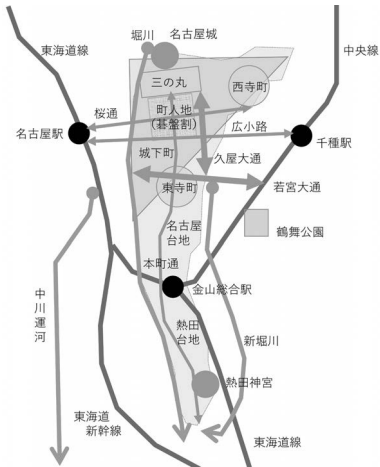 堀川
名古屋城
東海道線
中央線
三の丸
西寺町
町人地
(碁盤割)
桜通
広小路
名古屋駅
千種駅
城下町
久屋大通
東寺町
若宮大通
名古屋
台地
鶴舞公園
本町通
金山総合駅
中川運河
熱田
台地
新堀川
熱田神宮
東海道
新幹線
東海道線